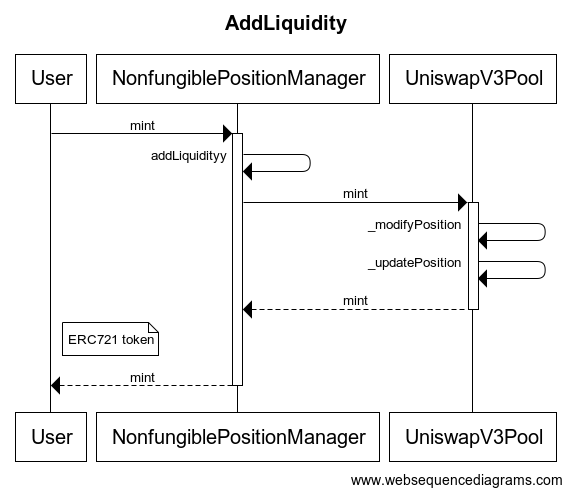 AddLiquidity
User
NonfungiblePositionManager
UniswapV3Pool
mint
addLiquidityy
mint
_modifyPosition
_updatePosition
mint
ERC721 token
mint
User
NonfungiblePositionManager
UniswapV3Pool
www.websequencediagrams.com